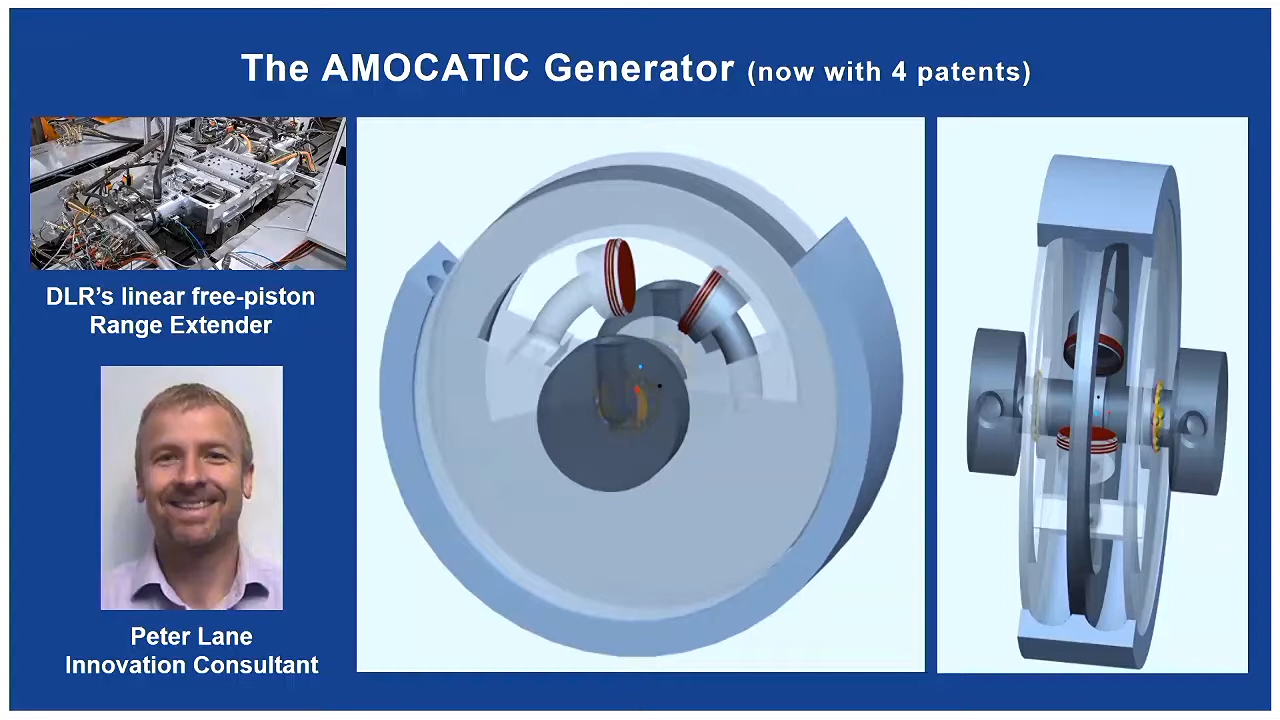 The AMOCATIC Generator (now with 4 patents)
DLR’s linear free-piston
Range Extender
Peter Lane
Innovation Consultant